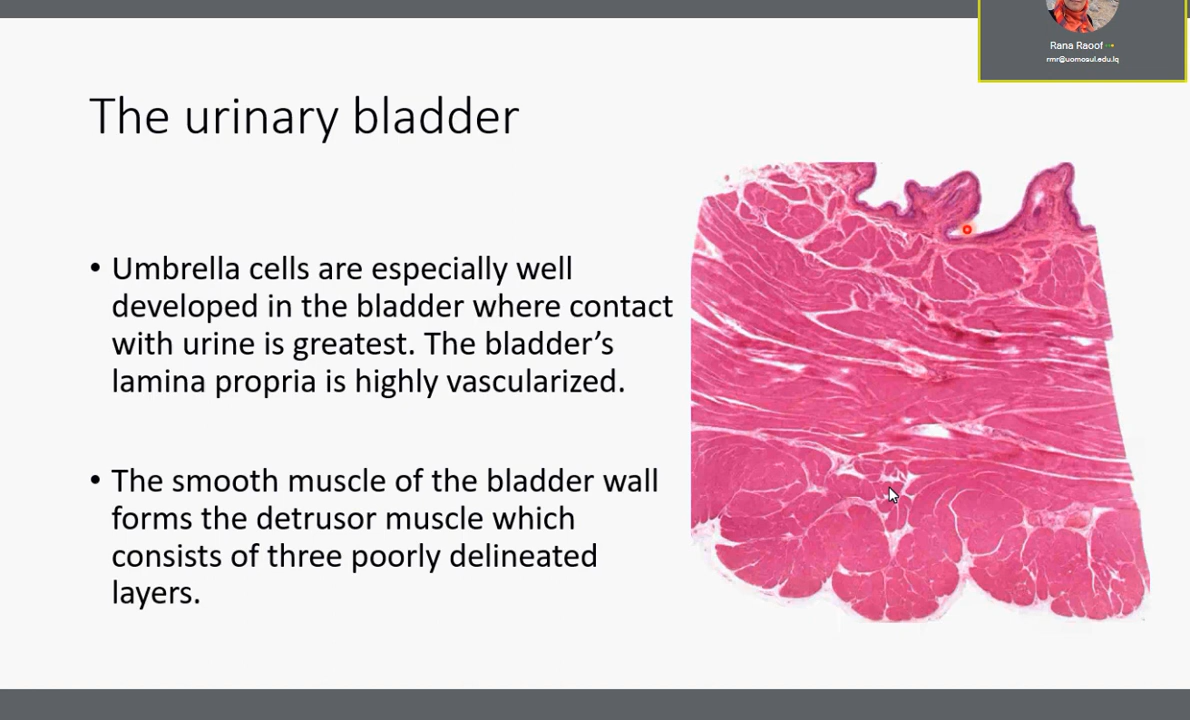 Rana Raoof
rmr@uomosul.edu.iq
The urinary bladder
• Umbrella cells are especially well
developed in the bladder where contact
with urine is greatest. The bladder’s
lamina propria is highly vascularized.
• The smooth muscle of the bladder wall
forms the detrusor muscle which
consists of three poorly delineated
layers.